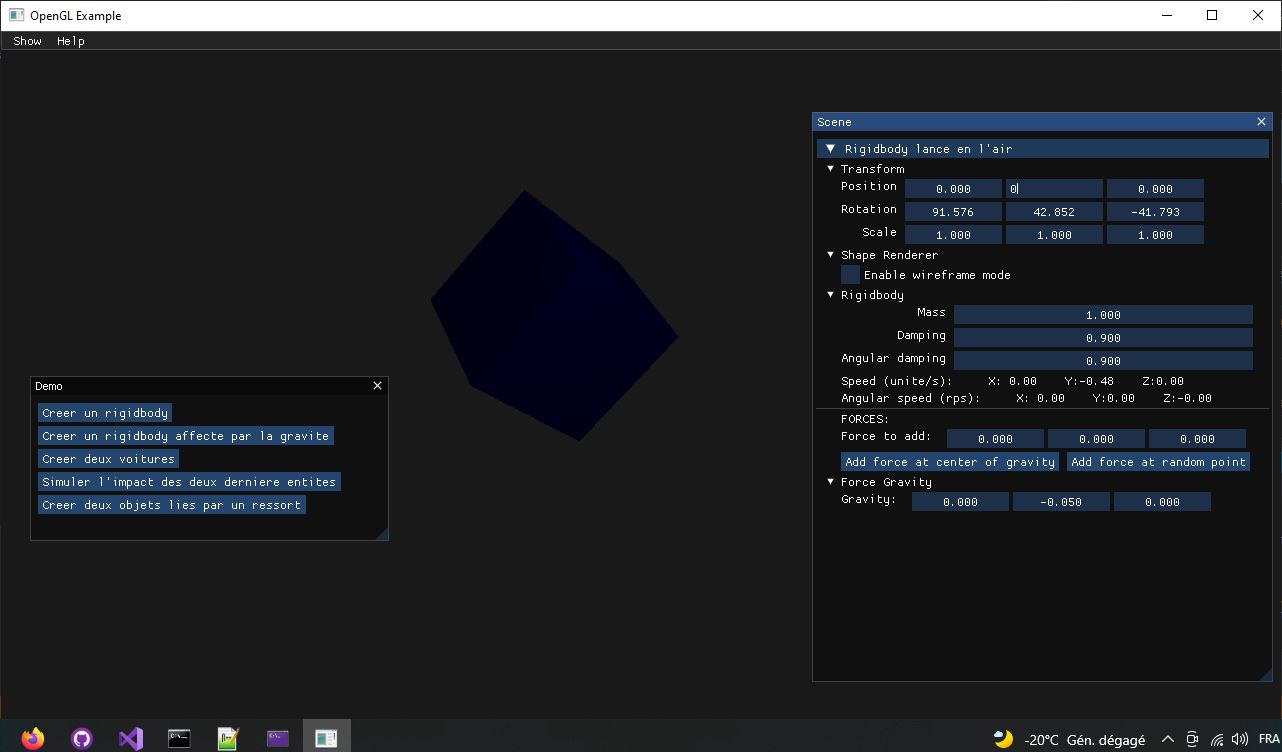 OpenGL Example
Show Help
Scene
Rigidbody lance en l'air
Transform
Position 0.000 0 0.000
Rotation 91.576 42.852 -41.793
Scale 1.000 1.000 1.000
Shape Renderer
Enable wireframe mode
Rigidbody
Mass 1.000
Damping 0.900
Angular damping 0.900
Speed (unite/s): X: 0.00 Y:-0.48 Z:0.00
Angular speed (rps): X: 0.00 Y:0.00 Z:-0.00
FORCES:
Force to add: 0.000 0.000 0.000
Add force at center of gravity Add force at random point
Force Gravity
Gravity: 0.000 -0.050 0.000
Demo
Creer un rigidbody
Creer un rigidbody affecte par la gravite
Creer deux voitures
Simuler l'impact des deux derniere entites
Creer deux objets lies par un ressort
-20°C Gén. dégagé FRA